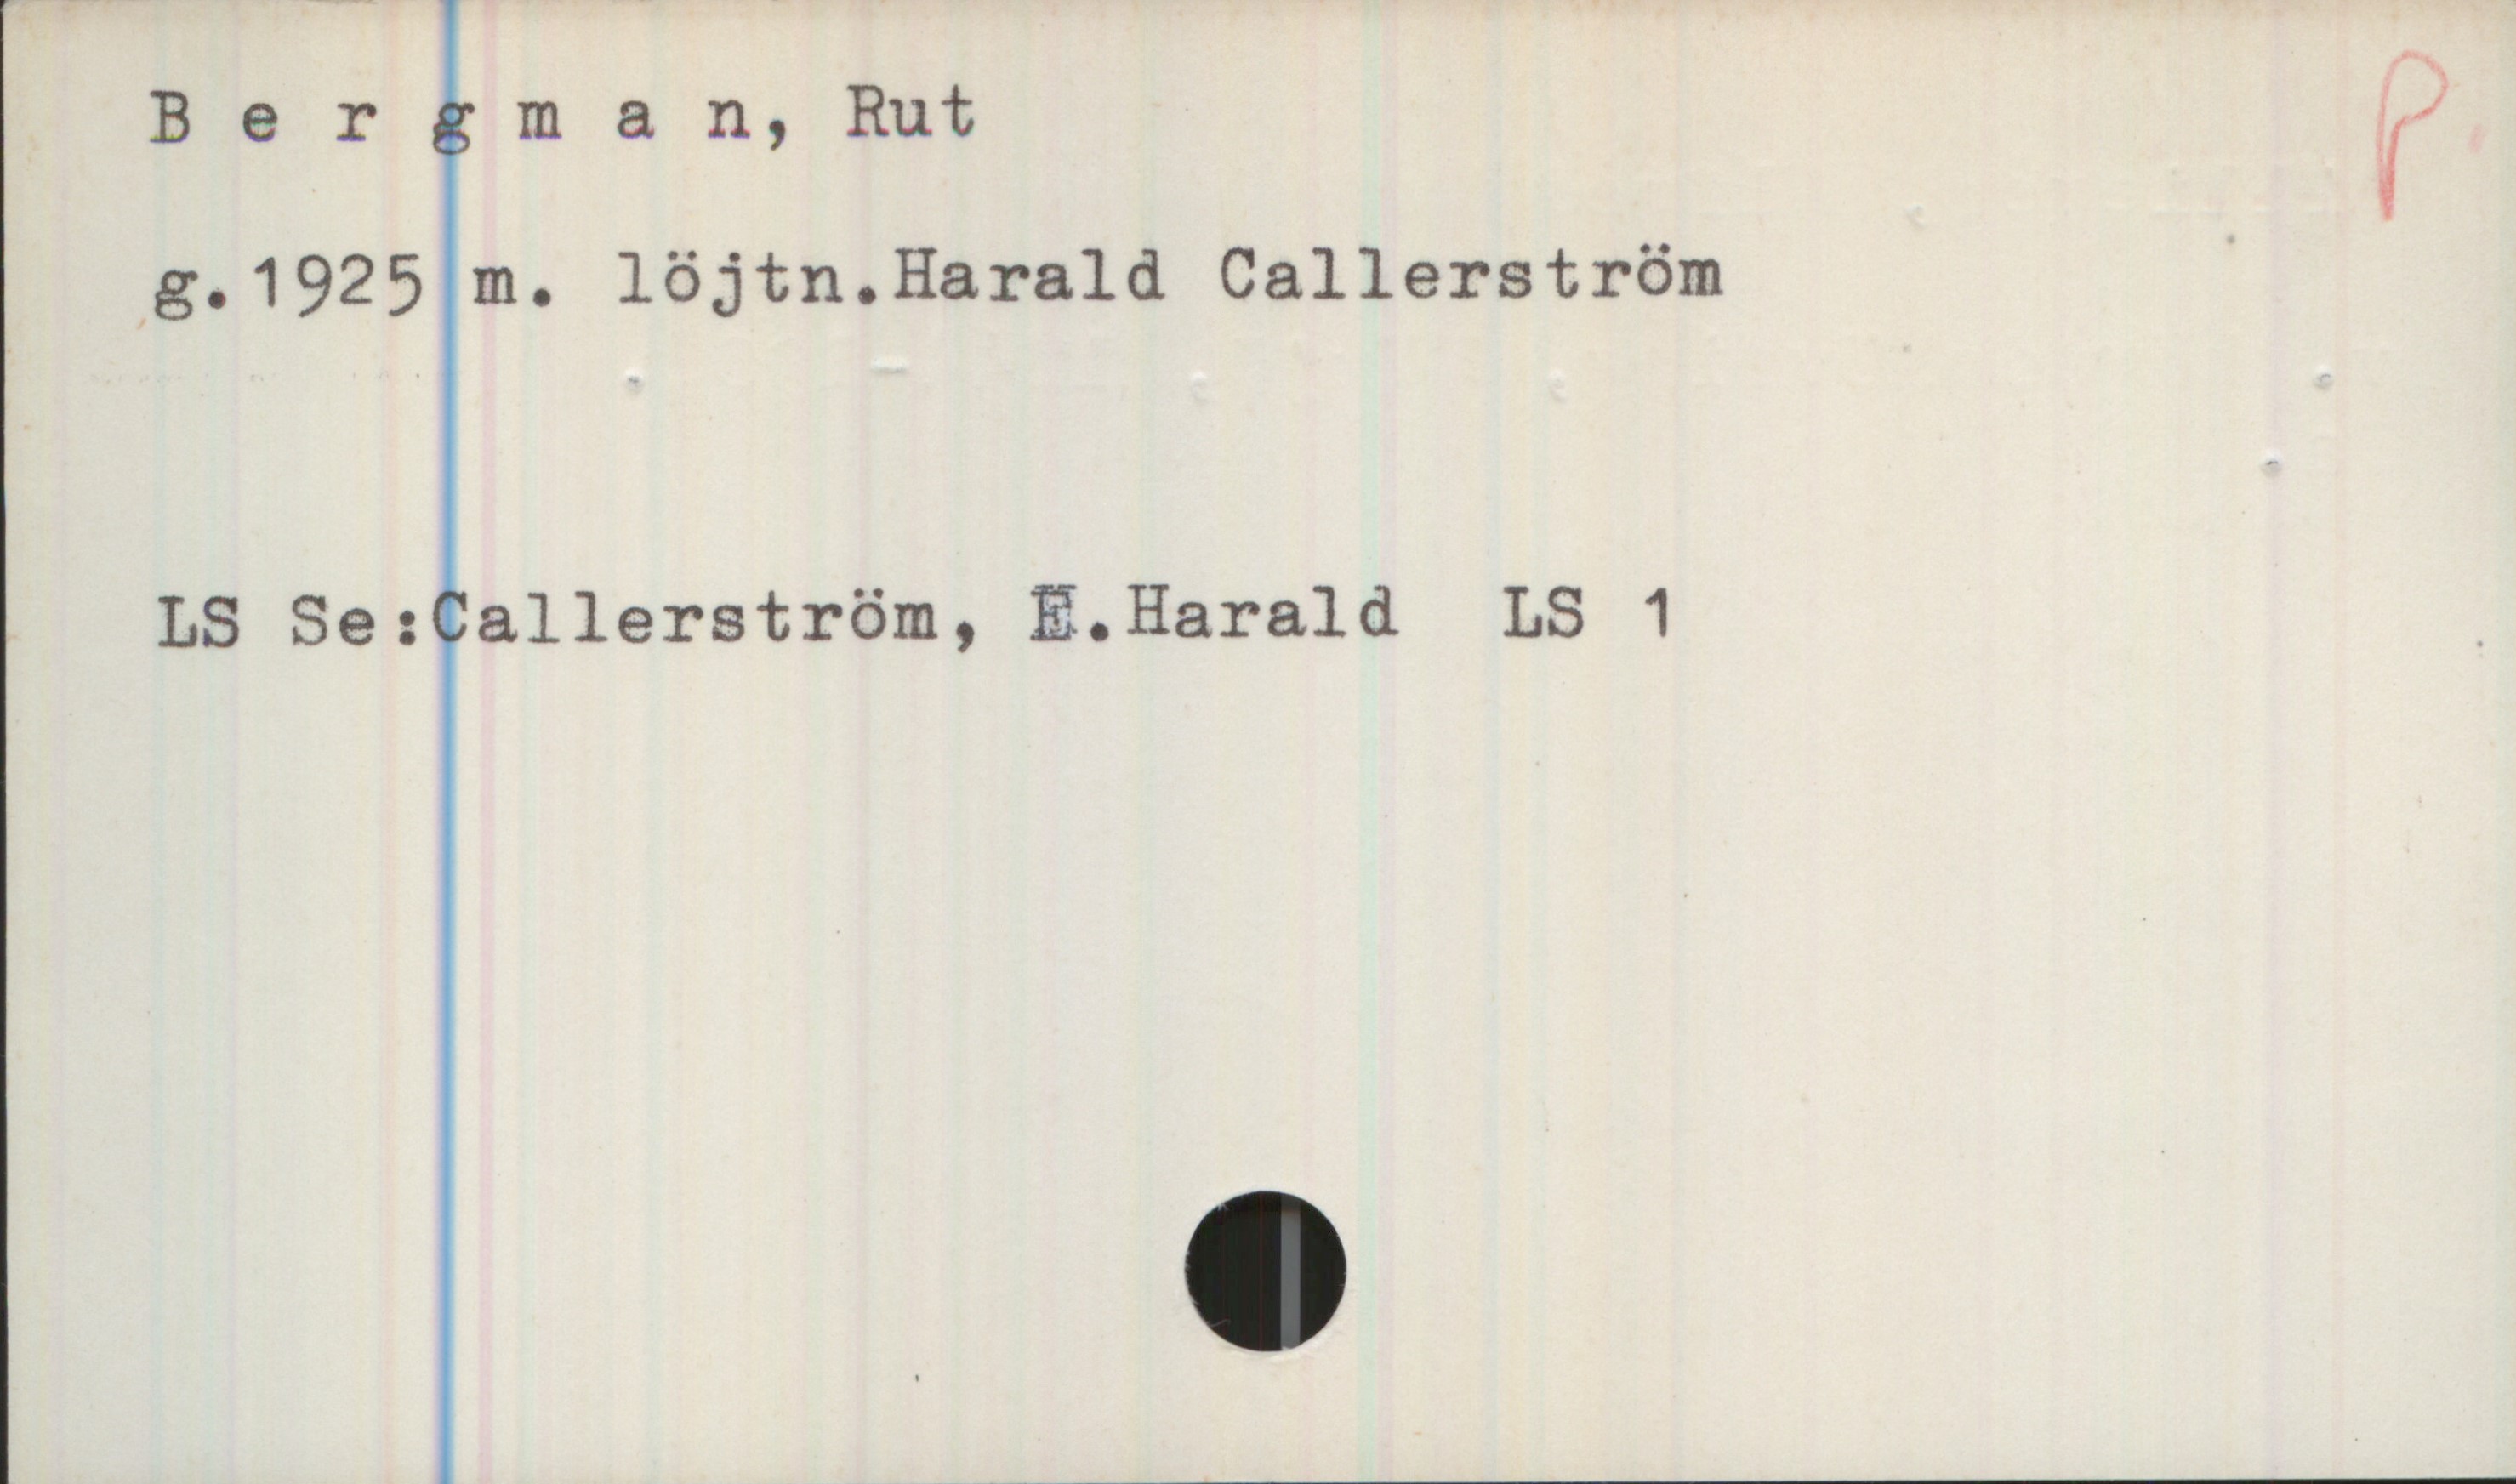 B e r g m a n, Rut
P.
g.1925 m. löjtn.Harald Callerström
LS Se:Callerström, E.Harald LS 1